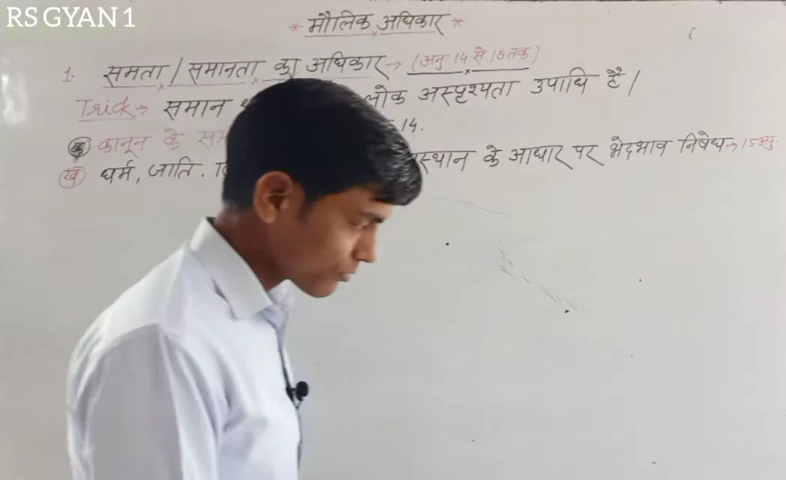 RS GYAN 1
* मौलिक अधिकार *
1. समता / समानता का अधिकार → (अनु 14 से 18 तक)
Trick → समान लोक अस्पृश्यता उपाधि है /
(क) कानून के सम 14.
(ख) धर्म, जाति, स्थान के आधार पर भेदभाव निषेध → 15 अनु.